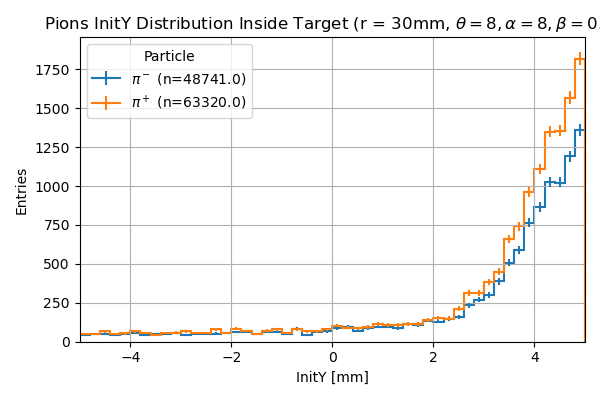 Pions InitY Distribution Inside Target (r = 30mm, θ = 8, α = 8, β = 0.
Particle
π⁻ (n=48741.0)
π⁺ (n=63320.0)
Entries
1750
1500
1250
1000
750
500
250
0
−4 −2 0 2 4
InitY [mm]